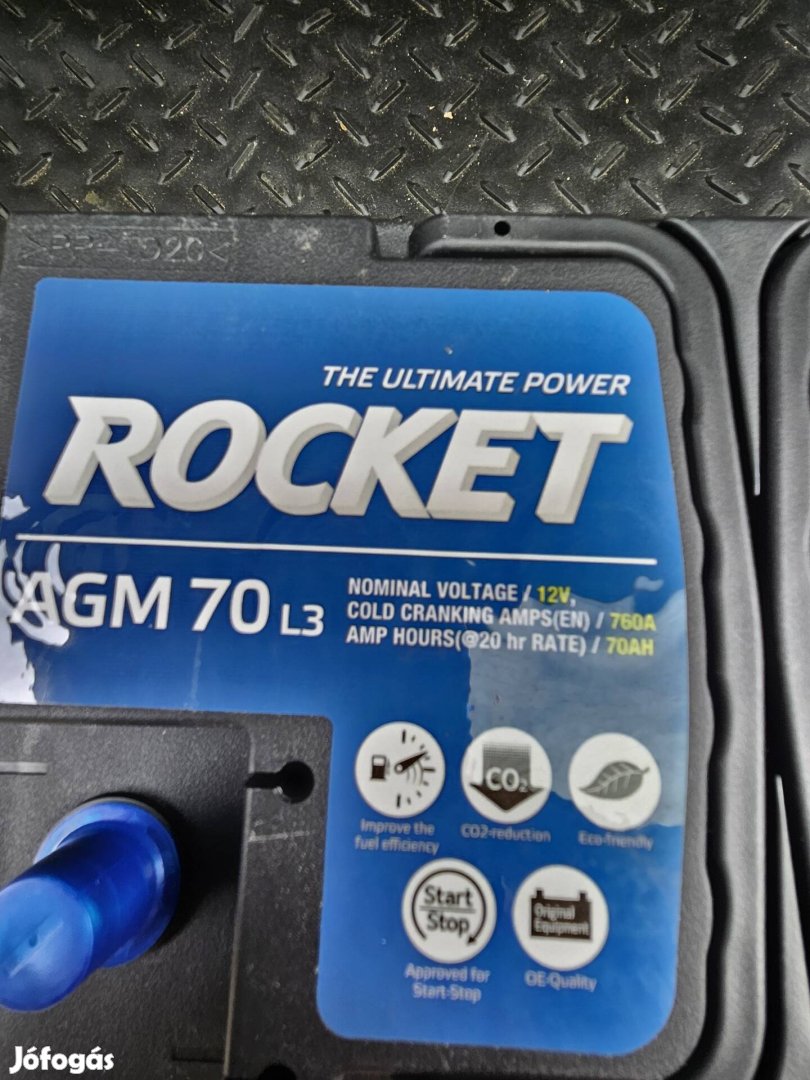 THE ULTIMATE POWER
ROCKET
AGM 70 L3
NOMINAL VOLTAGE / 12V,
COLD CRANKING AMPS(EN) / 760A
AMP HOURS(@20 hr RATE) / 70AH
CO2
Improve the
fuel efficiency
CO2-reduction
Eco-friendly
Start
Stop
Original
Equipment
Approved for
Start-Stop
OE-Quality
Jófogás